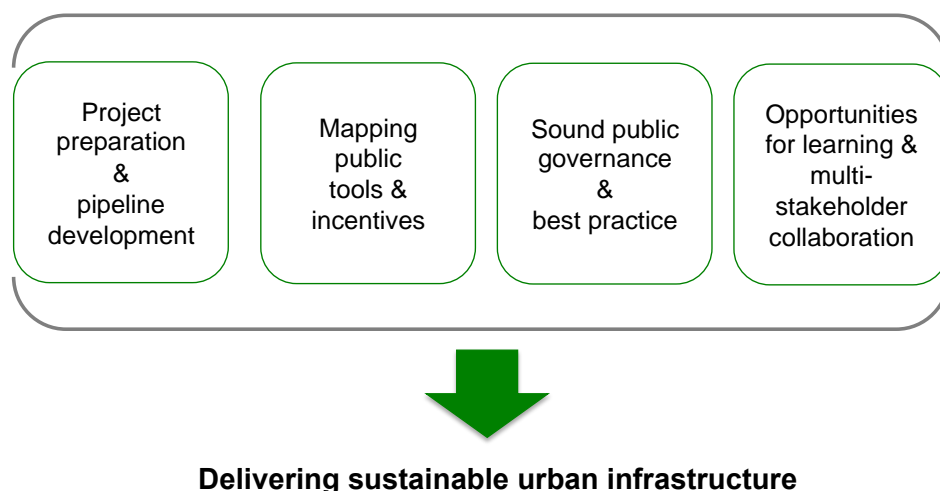 Project
preparation
&
pipeline
development
Mapping
public
tools &
incentives
Sound public
governance
&
best practice
Opportunities
for learning &
multi-
stakeholder
collaboration
Delivering sustainable urban infrastructure